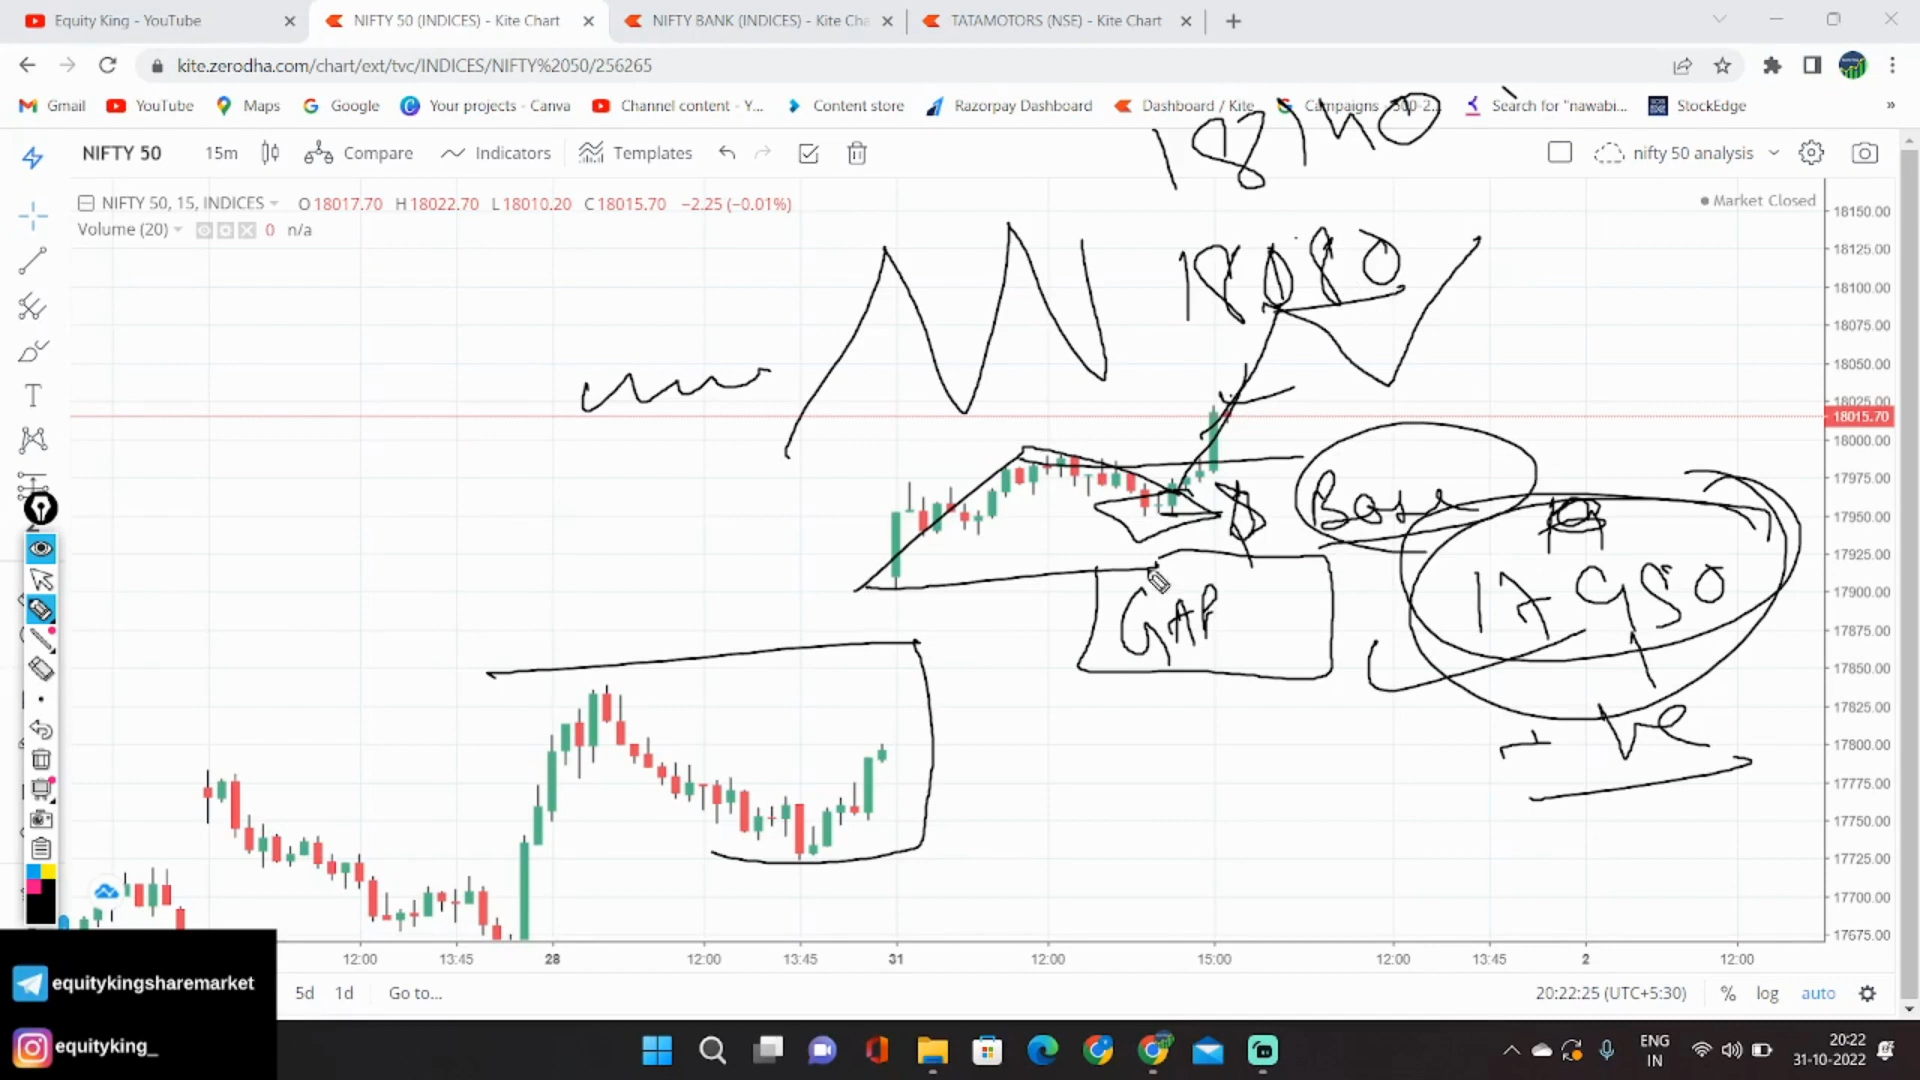 Equity King - YouTube
NIFTY 50 (INDICES) - Kite Chart
NIFTY BANK (INDICES) - Kite Cha
TATAMOTORS (NSE) - Kite Chart
kite.zerodha.com/chart/ext/tvc/INDICES/NIFTY%2050/256265
Gmail
YouTube
Maps
Google
Your projects - Canva
Channel content - Y...
Content store
Razorpay Dashboard
Dashboard / Kite
Campaigns - 500-2...
Search for "nawabi...
StockEdge
»
18140
NIFTY 50
15m
Compare
Indicators
Templates
nifty 50 analysis
NIFTY 50, 15, INDICES O18017.70 H18022.70 L18010.20 C18015.70 −2.25 (−0.01%)
Market Closed
Volume (20) 0 n/a
18080
Base
17950
GAP
-ve
18150.00
18125.00
18100.00
18075.00
18050.00
18025.00
18015.70
18000.00
17975.00
17950.00
17925.00
17900.00
17875.00
17850.00
17825.00
17800.00
17775.00
17750.00
17725.00
17700.00
17675.00
12:00 13:45 28 12:00 13:45 31 12:00 15:00 12:00 13:45 2 12:00
5d 1d Go to...
20:22:25 (UTC+5:30) % log auto
equitykingsharemarket
equityking_
ENG
IN
20:22
31-10-2022